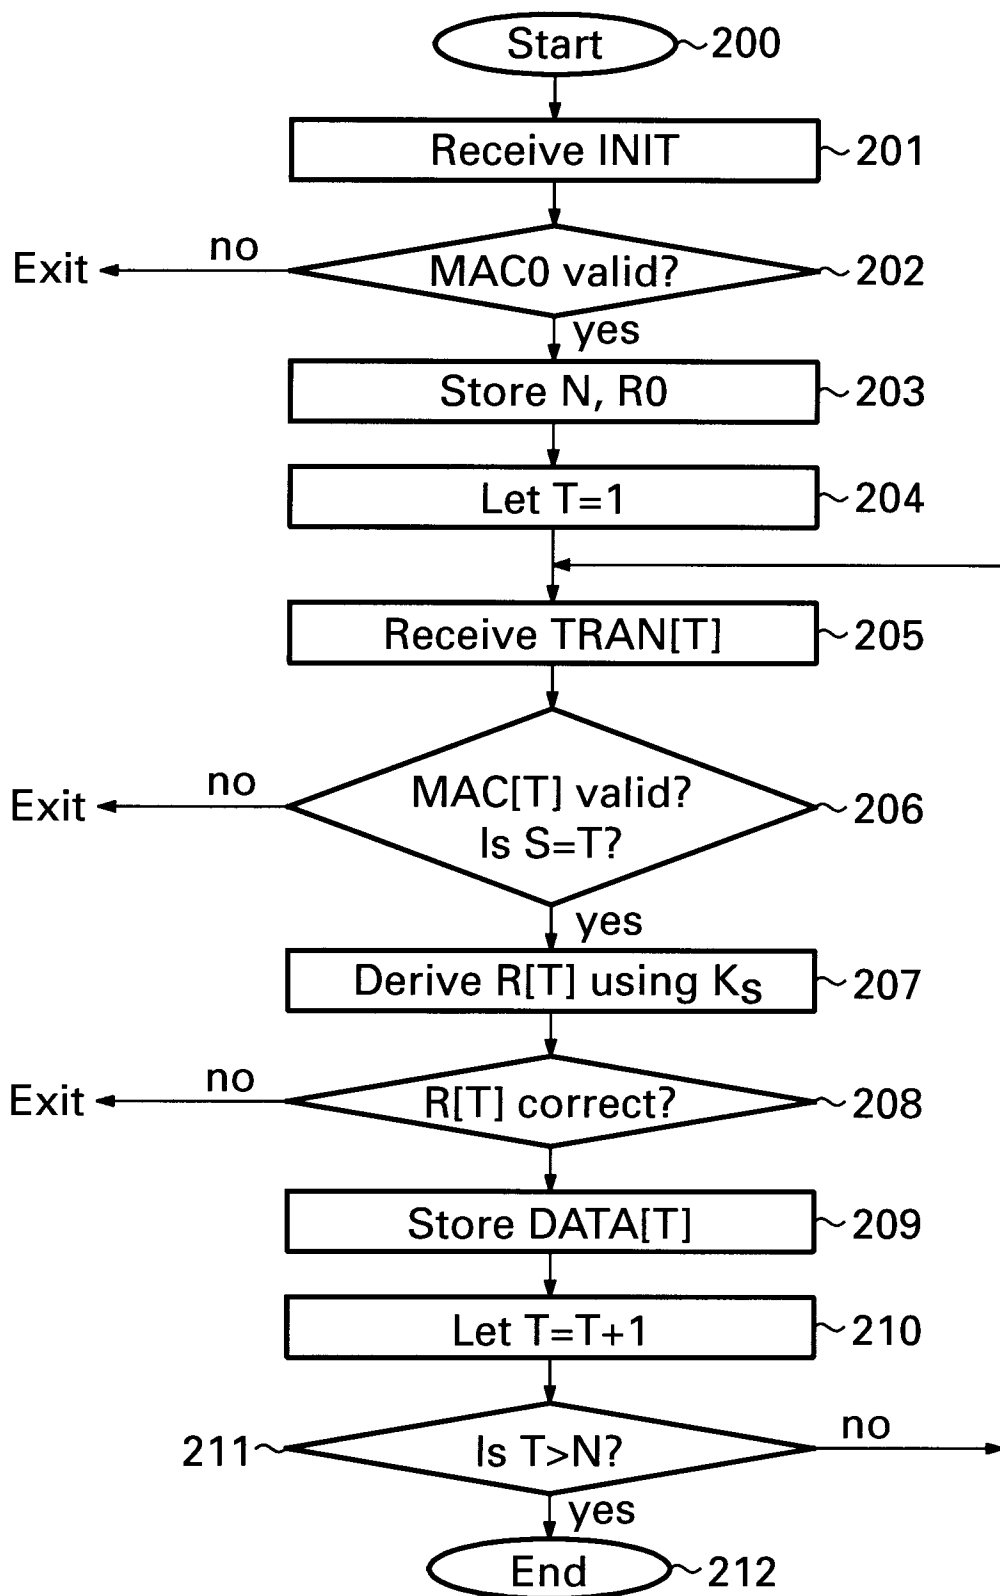 Start 200
Receive INIT 201
Exit no MAC0 valid? 202
yes
Store N, R0 203
Let T=1 204
Receive TRAN[T] 205
Exit no MAC[T] valid? 206
Is S=T?
yes
Derive R[T] using Ks 207
Exit no R[T] correct? 208
Store DATA[T] 209
Let T=T+1 210
211 Is T>N? no
yes
End 212